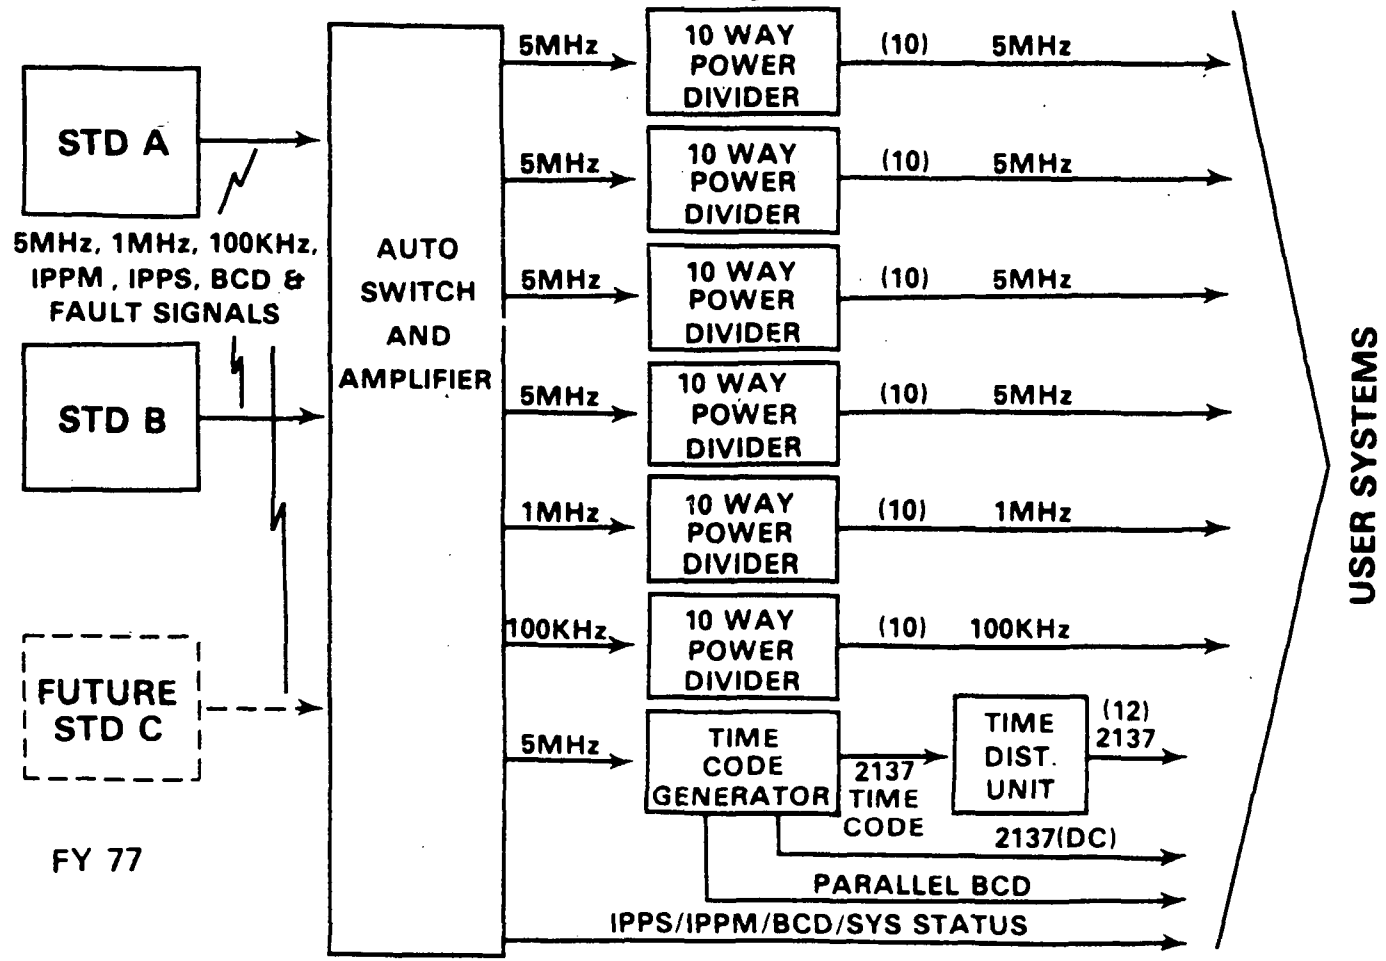 STD A
5MHz, 1MHz, 100KHz,
IPPM, IPPS, BCD &
FAULT SIGNALS
STD B
FUTURE
STD C
FY 77
AUTO
SWITCH
AND
AMPLIFIER
5MHz
10 WAY
POWER
DIVIDER
(10) 5MHz
5MHz
10 WAY
POWER
DIVIDER
(10) 5MHz
5MHz
10 WAY
POWER
DIVIDER
(10) 5MHz
5MHz
10 WAY
POWER
DIVIDER
(10) 5MHz
1MHz
10 WAY
POWER
DIVIDER
(10) 1MHz
100KHz
10 WAY
POWER
DIVIDER
(10) 100KHz
5MHz
TIME
CODE
GENERATOR
2137
TIME
CODE
TIME
DIST.
UNIT
(12)
2137
2137(DC)
PARALLEL BCD
IPPS/IPPM/BCD/SYS STATUS
USER SYSTEMS